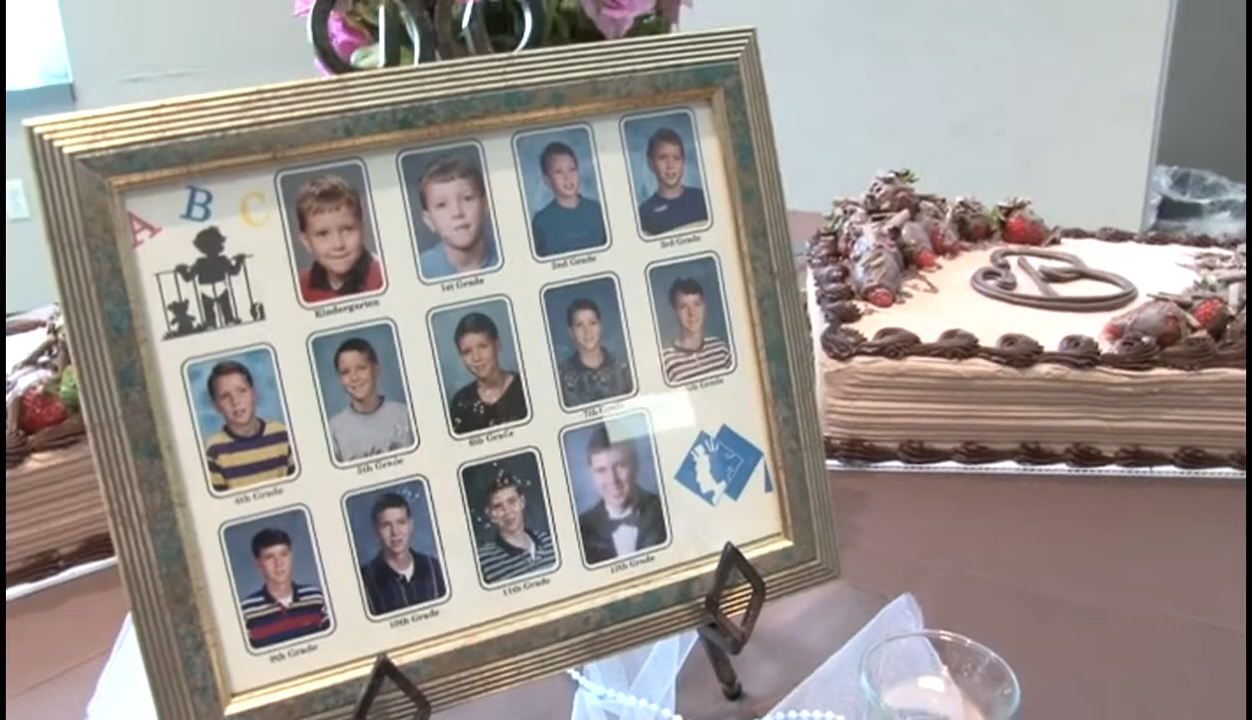 A B C
Kindergarten
1st Grade
2nd Grade
3rd Grade
4th Grade
5th Grade
6th Grade
7th Grade
Grade
9th Grade
10th Grade
11th Grade
12th Grade